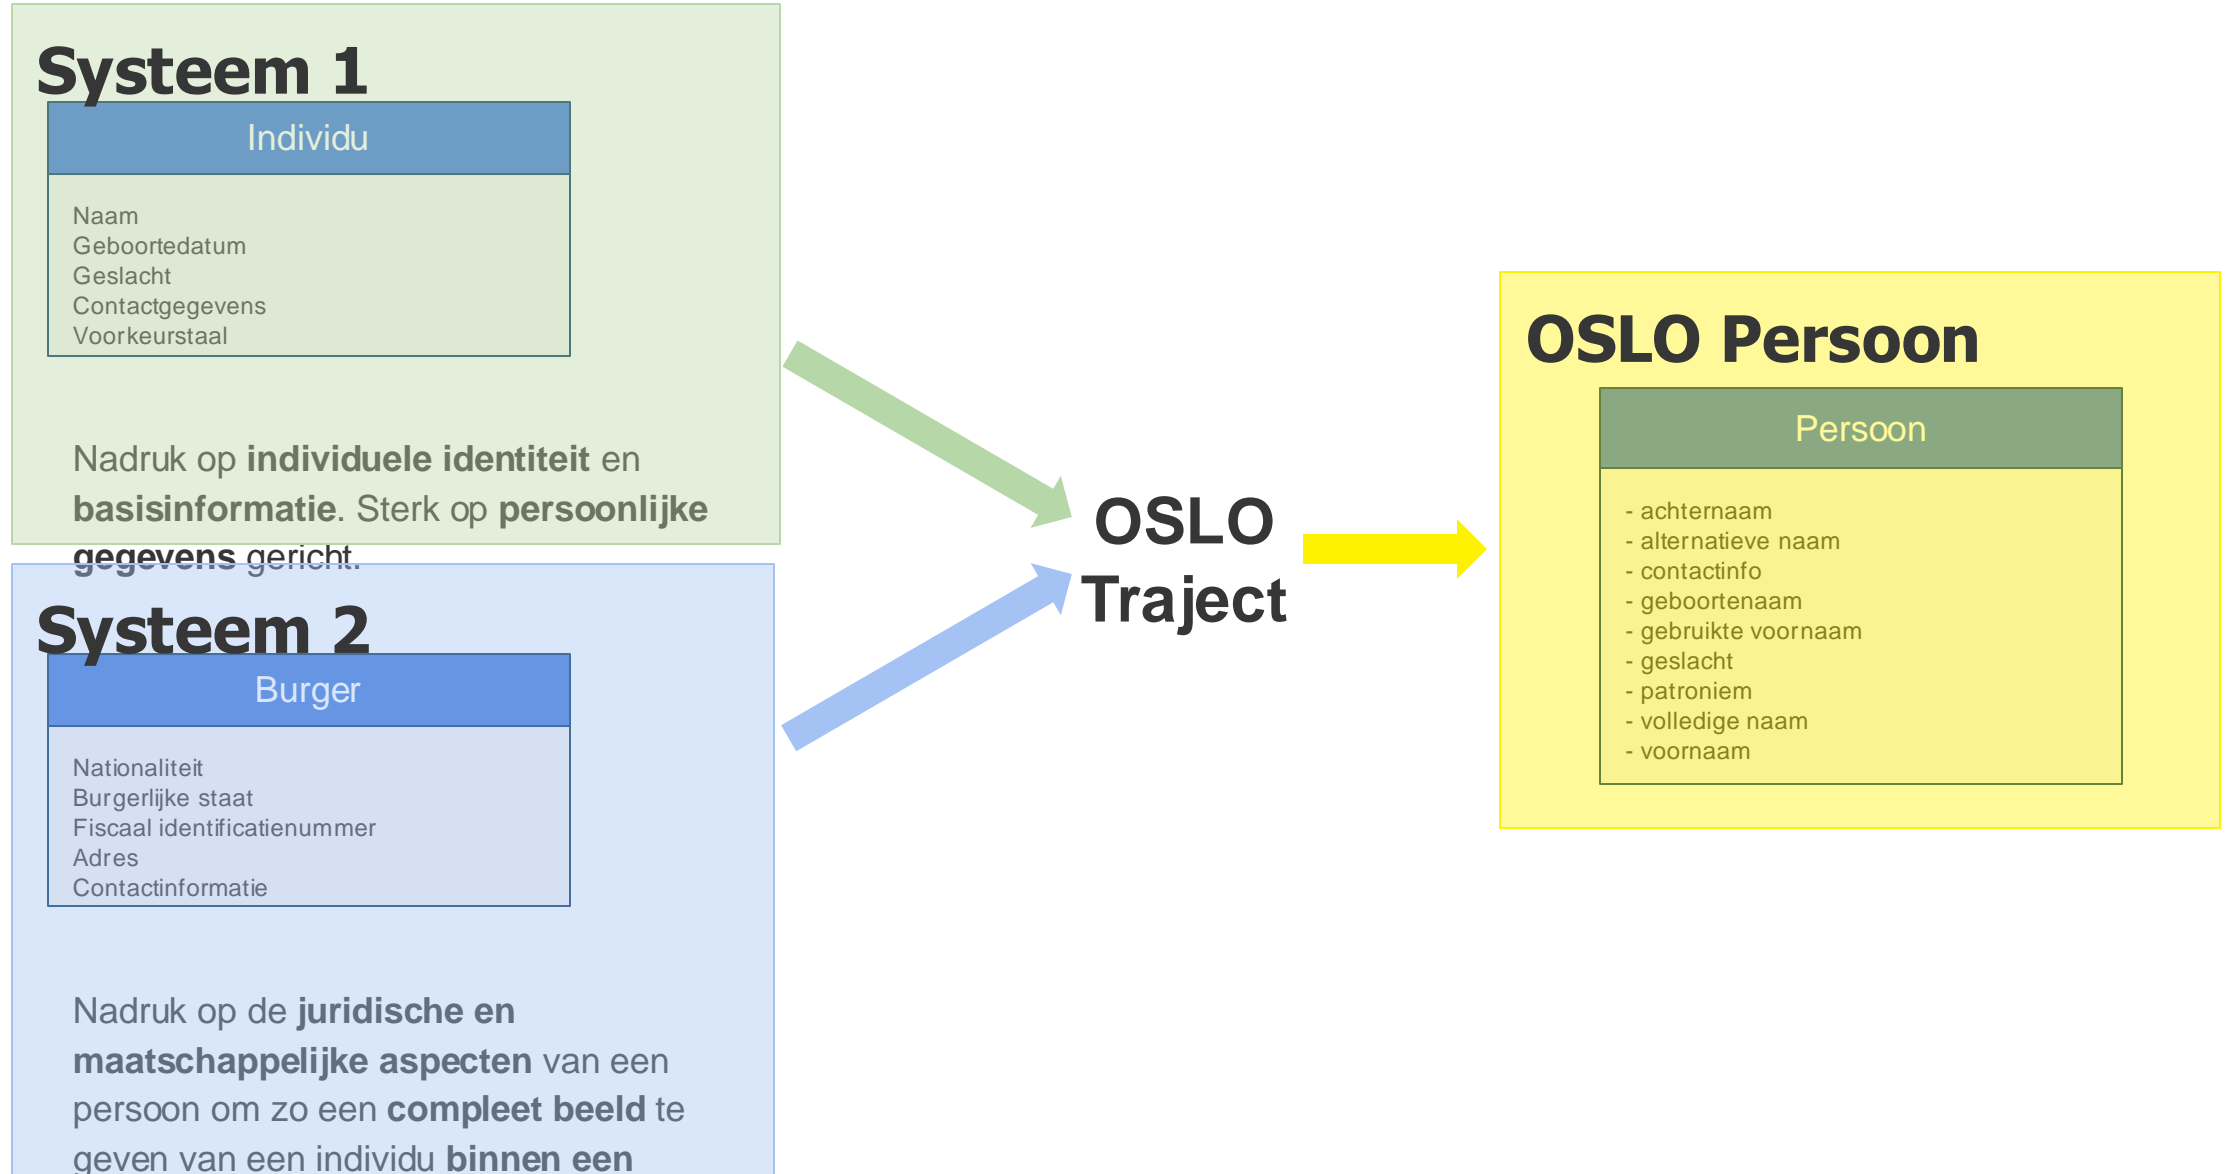 Systeem 1
Individu
Naam
Geboortedatum
Geslacht
Contactgegevens
Voorkeurstaal
Nadruk op individuele identiteit en
basisinformatie. Sterk op persoonlijke
gegevens gericht.
Systeem 2
Burger
Nationaliteit
Burgerlijke staat
Fiscaal identificatienummer
Adres
Contactinformatie
Nadruk op de juridische en
maatschappelijke aspecten van een
persoon om zo een compleet beeld te
geven van een individu binnen een
OSLO
Traject
OSLO Persoon
Persoon
- achternaam
- alternatieve naam
- contactinfo
- geboortenaam
- gebruikte voornaam
- geslacht
- patroniem
- volledige naam
- voornaam